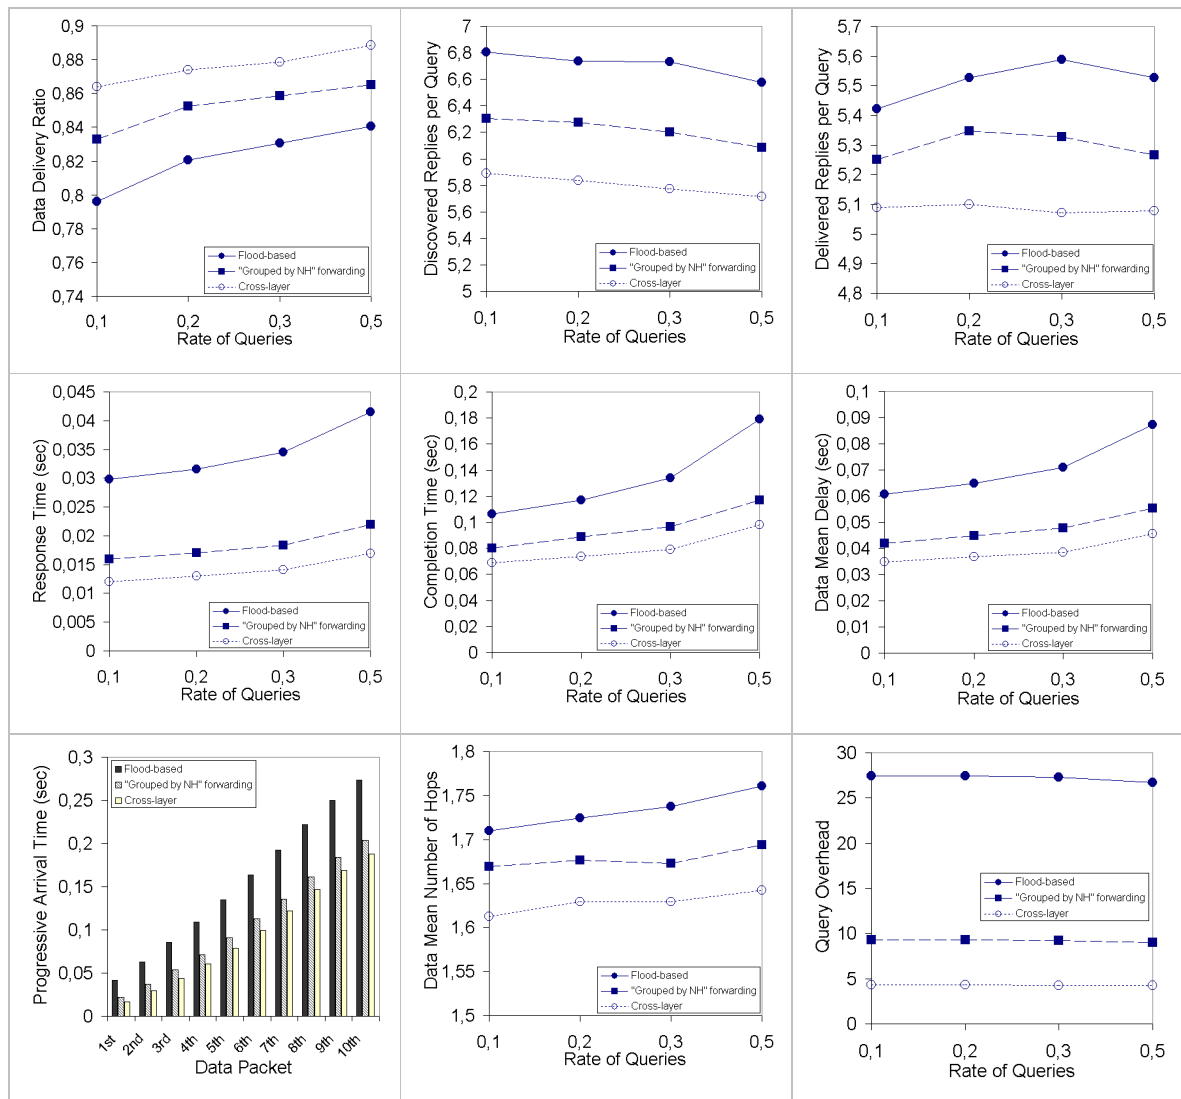 Data Delivery Ratio
0,9
0,88
0,86
0,84
0,82
0,8
0,78
0,76
0,74
Flood-based
"Grouped by NH" forwarding
Cross-layer
0,1 0,2 0,3 0,5
Rate of Queries
Discovered Replies per Query
7
6,8
6,6
6,4
6,2
6
5,8
5,6
5,4
5,2
5
Flood-based
"Grouped by NH" forwarding
Cross-layer
0,1 0,2 0,3 0,5
Rate of Queries
Delivered Replies per Query
5,7
5,6
5,5
5,4
5,3
5,2
5,1
5
4,9
4,8
Flood-based
"Grouped by NH" forwarding
Cross-layer
0,1 0,2 0,3 0,5
Rate of Queries
Response Time (sec)
0,045
0,04
0,035
0,03
0,025
0,02
0,015
0,01
0,005
0
Flood-based
"Grouped by NH" forwarding
Cross-layer
0,1 0,2 0,3 0,5
Rate of Queries
Completion Time (sec)
0,2
0,18
0,16
0,14
0,12
0,1
0,08
0,06
0,04
0,02
0
Flood-based
"Grouped by NH" forwarding
Cross-layer
0,1 0,2 0,3 0,5
Rate of Queries
Data Mean Delay (sec)
0,1
0,09
0,08
0,07
0,06
0,05
0,04
0,03
0,02
0,01
0
Flood-based
"Grouped by NH" forwarding
Cross-layer
0,1 0,2 0,3 0,5
Rate of Queries
Progressive Arrival Time (sec)
0,3
0,25
0,2
0,15
0,1
0,05
0
Flood-based
"Grouped by NH" forwarding
Cross-layer
1st 2nd 3rd 4th 5th 6th 7th 8th 9th 10th
Data Packet
Data Mean Number of Hops
1,8
1,75
1,7
1,65
1,6
1,55
1,5
Flood-based
"Grouped by NH" forwarding
Cross-layer
0,1 0,2 0,3 0,5
Rate of Queries
Query Overhead
30
25
20
15
10
5
0
Flood-based
"Grouped by NH" forwarding
Cross-layer
0,1 0,2 0,3 0,5
Rate of Queries